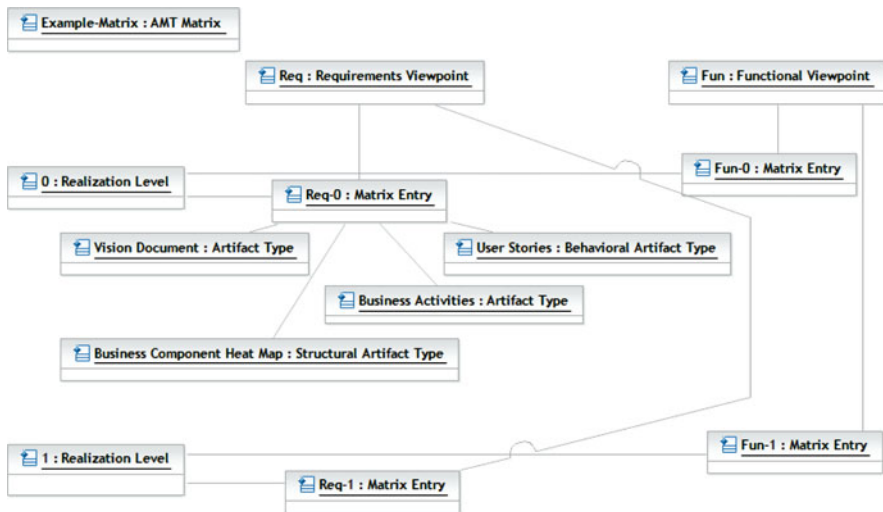 Example-Matrix : AMT Matrix
Req : Requirements Viewpoint
Fun : Functional Viewpoint
Fun-0 : Matrix Entry
0 : Realization Level
Req-0 : Matrix Entry
Vision Document : Artifact Type
User Stories : Behavioral Artifact Type
Business Activities : Artifact Type
Business Component Heat Map : Structural Artifact Type
Fun-1 : Matrix Entry
1 : Realization Level
Req-1 : Matrix Entry